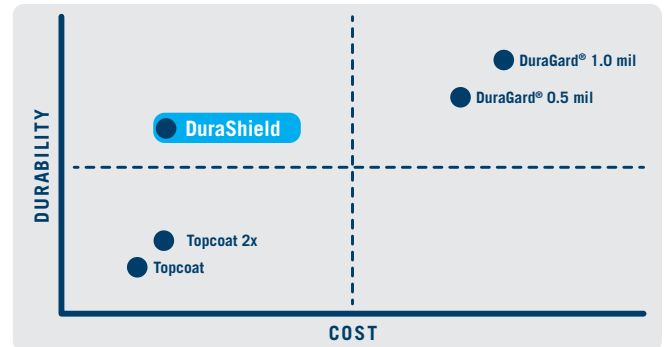 DURABILITY
DuraGard® 1.0 mil
DuraGard® 0.5 mil
DuraShield
Topcoat 2x
Topcoat
COST